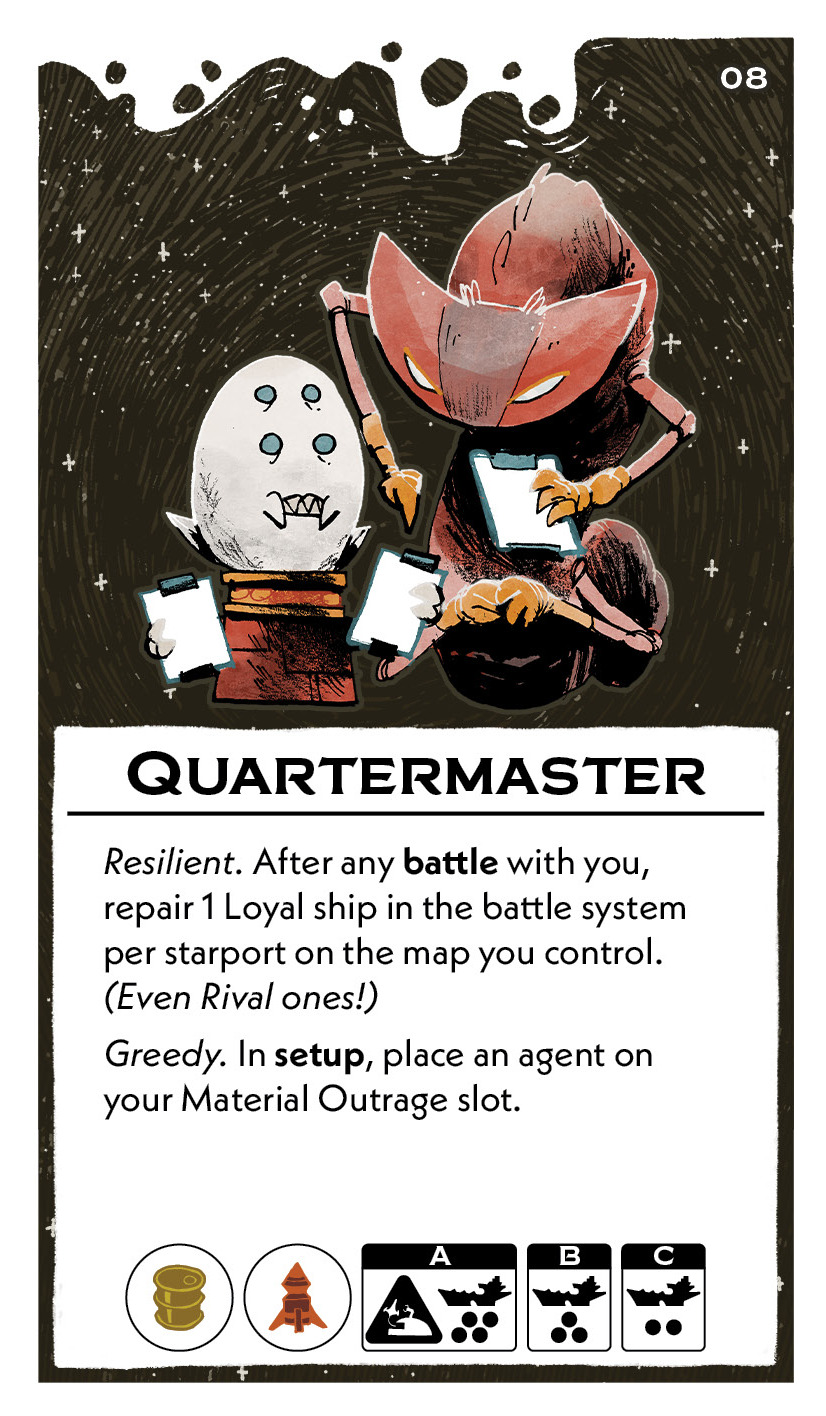 08
QUARTERMASTER
Resilient. After any battle with you,
repair 1 Loyal ship in the battle system
per starport on the map you control.
(Even Rival ones!)
Greedy. In setup, place an agent on
your Material Outrage slot.
A B C